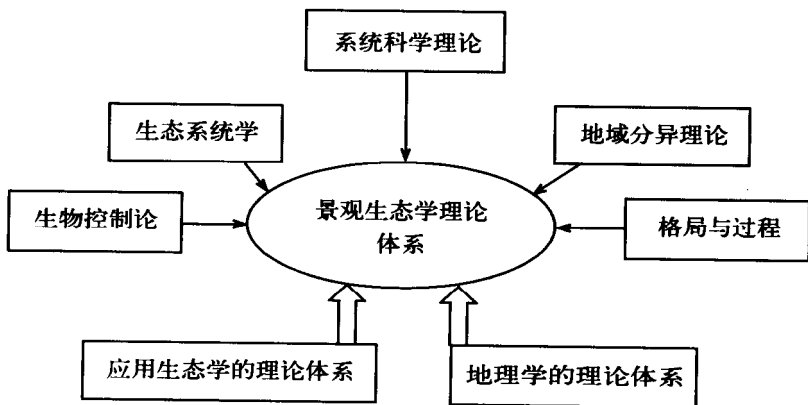 系统科学理论
生态系统学
地域分异理论
生物控制论
景观生态学理论
体系
格局与过程
应用生态学的理论体系
地理学的理论体系